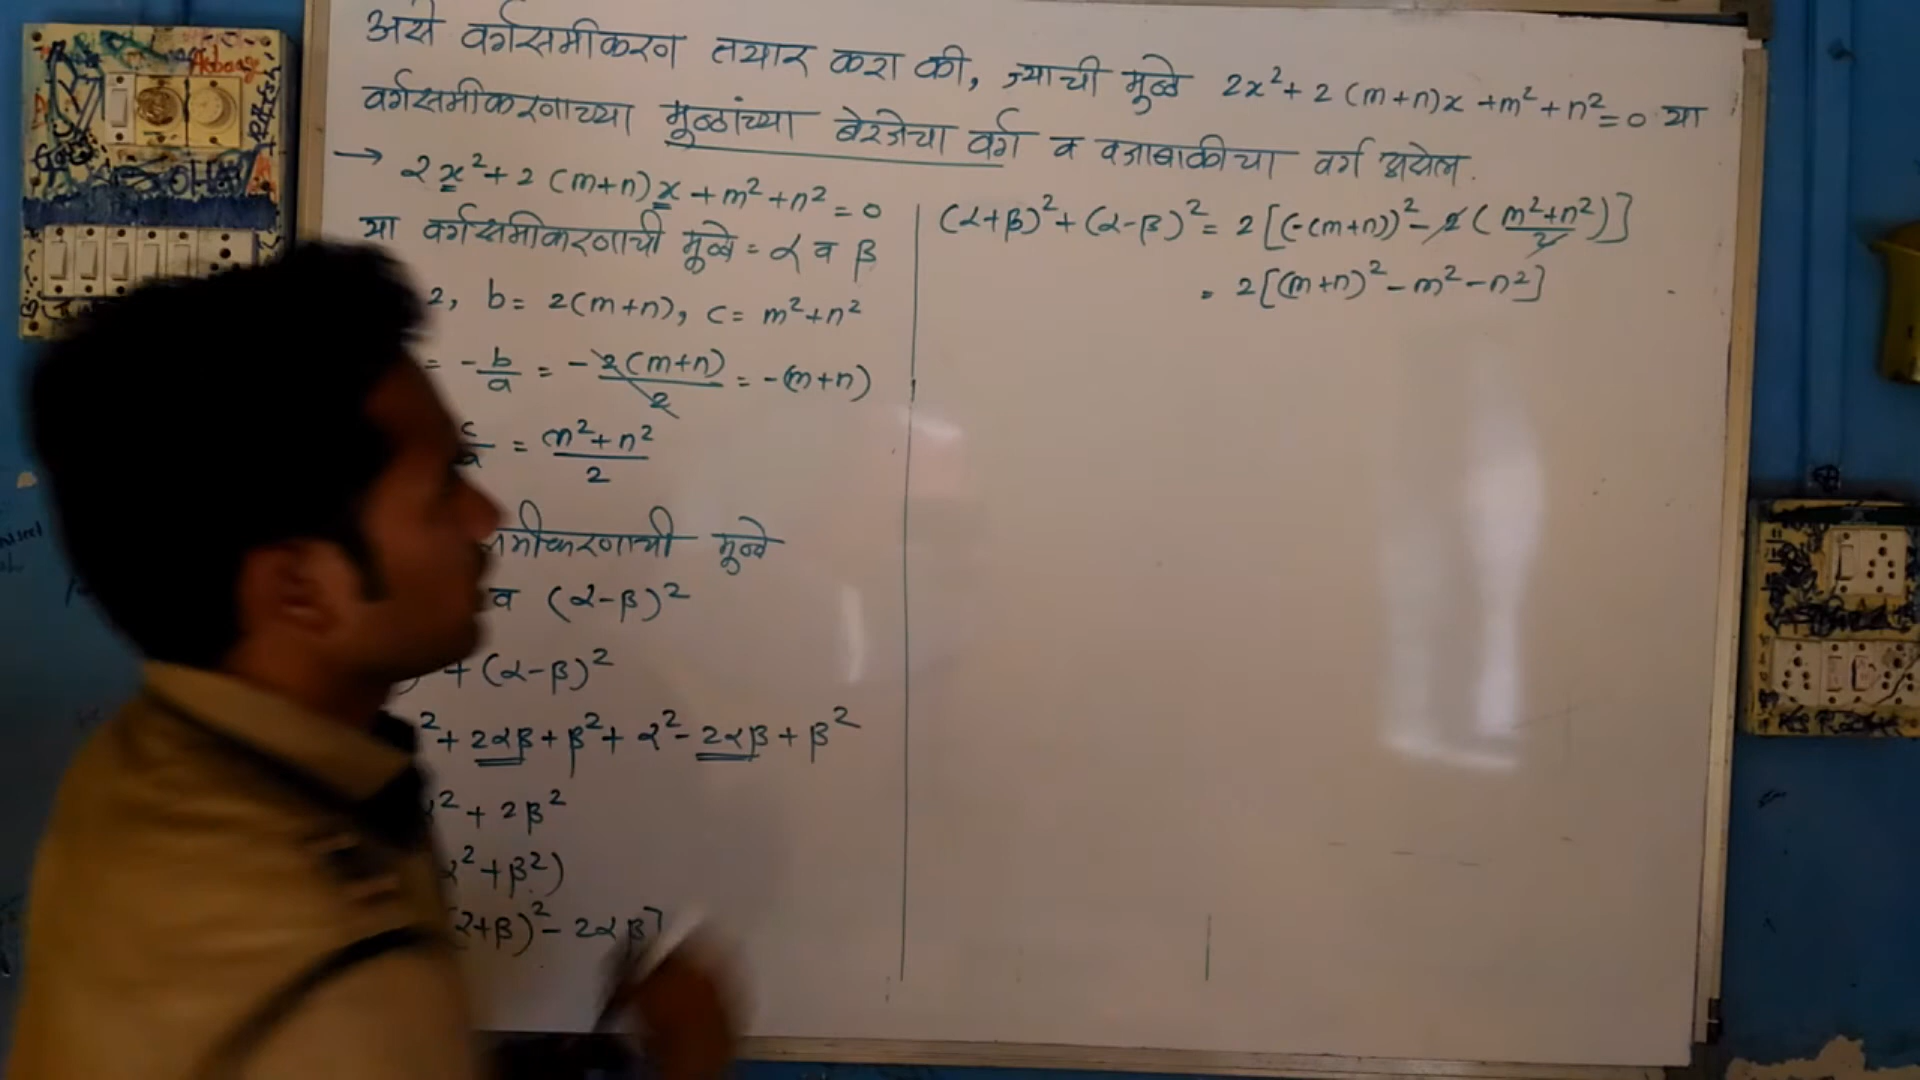 असे वर्गसमीकरण तयार करा की, ज्याची मुळे 2x²+2(m+n)x+m²+n²=0 या
वर्गसमीकरणाच्या मुळांच्या बेरजेचा वर्ग व वजाबाकीचा वर्ग असेल.
→ 2x²+2(m+n)x+m²+n²=0
या वर्गसमीकरणाची मुळे = α व β
2, b= 2(m+n), c= m²+n²
= -b/a = -2(m+n)/2 = -(m+n)
c/a = m²+n²/2
समीकरणाची मुळे
व (α-β)²
) + (α-β)²
²+2αβ+β²+α²-2αβ+β²
² + 2β²
α²+β²)
(α+β)²-2αβ]
(α+β)²+(α-β)² = 2[(-(m+n))²-2(m²+n²/2)]
= 2[(m+n)²-m²-n²]